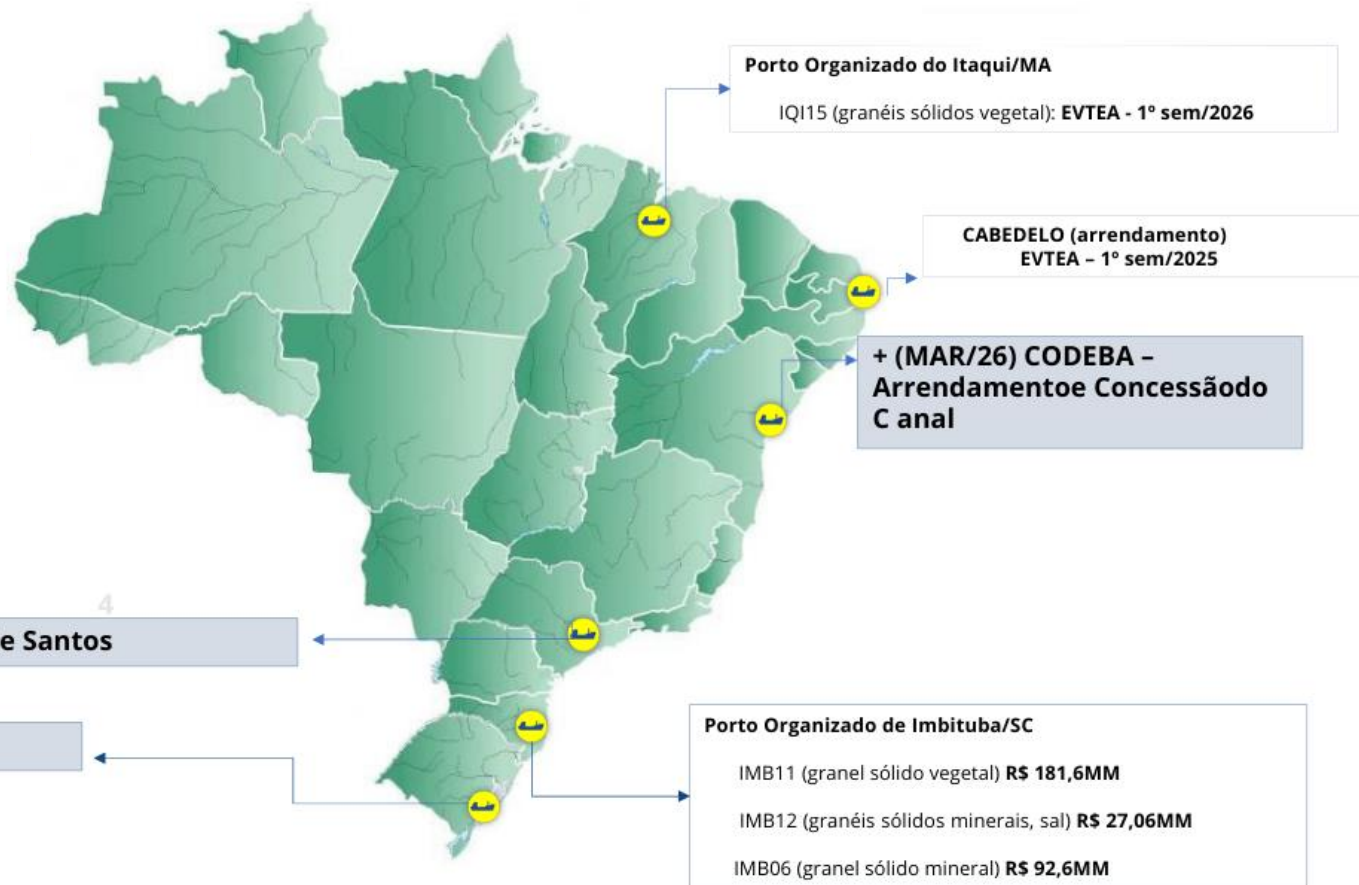 Porto Organizado do Itaqui/MA
IQI15 (granéis sólidos vegetal): EVTEA - 1º sem/2026
CABEDELO (arrendamento)
EVTEA – 1º sem/2025
+ (MAR/26) CODEBA –
Arrendamentoe Concessãodo
C anal
4
e Santos
Porto Organizado de Imbituba/SC
IMB11 (granel sólido vegetal) R$ 181,6MM
IMB12 (granéis sólidos minerais, sal) R$ 27,06MM
IMB06 (granel sólido mineral) R$ 92,6MM